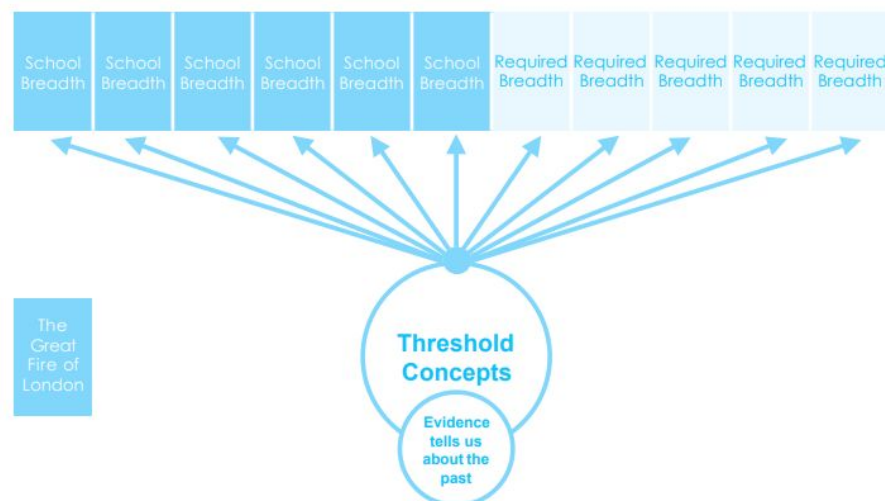 School
Breadth
School
Breadth
School
Breadth
School
Breadth
School
Breadth
School
Breadth
Required
Breadth
Required
Breadth
Required
Breadth
Required
Breadth
Required
Breadth
The
Great
Fire of
London
Threshold
Concepts
Evidence
tells us
about the
past